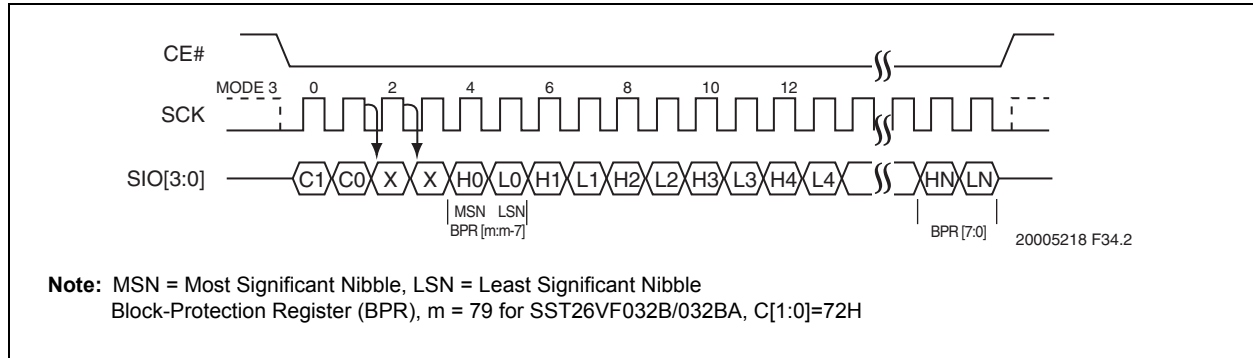 CE#
MODE 3 0 2 4 6 8 10 12
SCK
SIO[3:0] C1 C0 X X H0 L0 H1 L1 H2 L2 H3 L3 H4 L4 HN LN
MSN LSN
BPR [m:m-7]
BPR [7:0]
20005218 F34.2
Note: MSN = Most Significant Nibble, LSN = Least Significant Nibble
Block-Protection Register (BPR), m = 79 for SST26VF032B/032BA, C[1:0]=72H